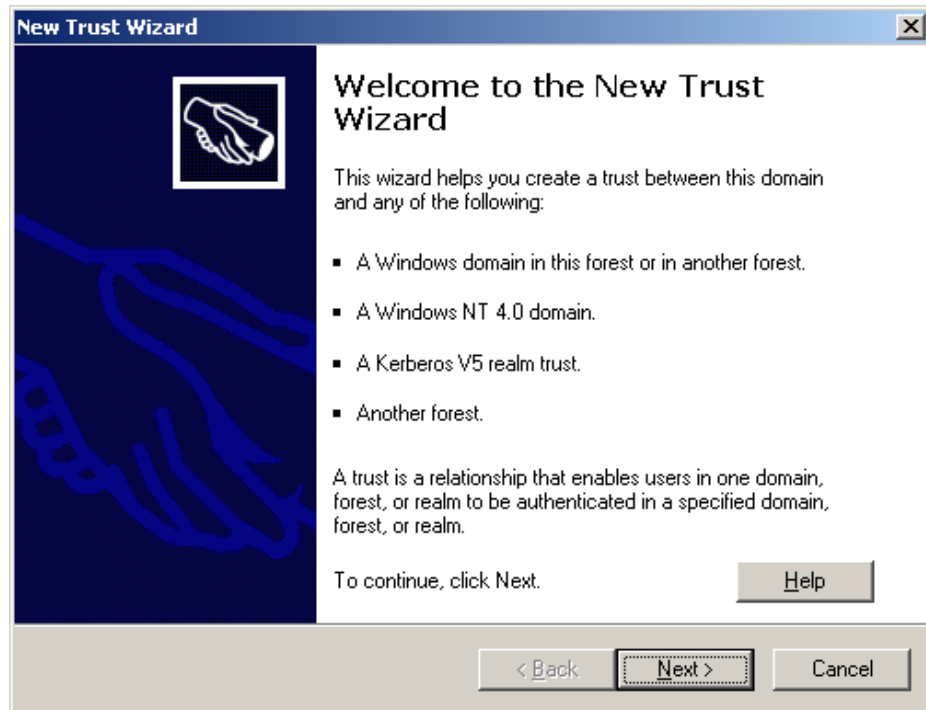 New Trust Wizard
Welcome to the New Trust
Wizard
This wizard helps you create a trust between this domain
and any of the following:
▪ A Windows domain in this forest or in another forest.
▪ A Windows NT 4.0 domain.
▪ A Kerberos V5 realm trust.
▪ Another forest.
A trust is a relationship that enables users in one domain,
forest, or realm to be authenticated in a specified domain,
forest, or realm.
To continue, click Next.
Help
< Back
Next >
Cancel